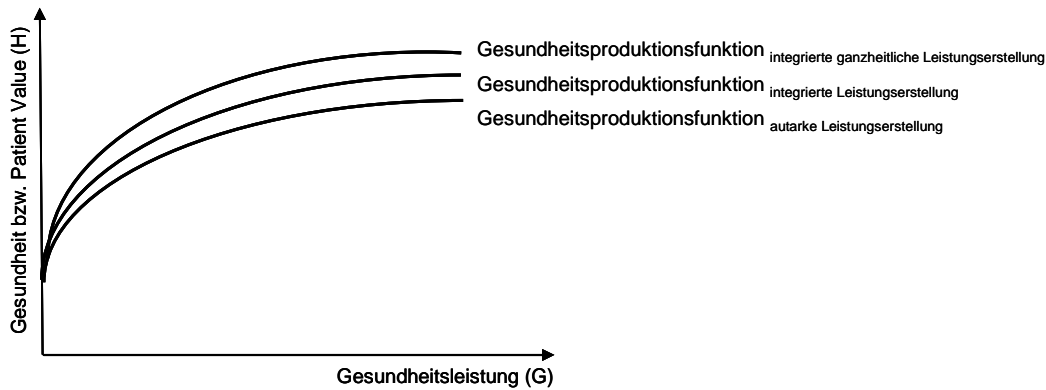 Gesundheit bzw. Patient Value (H)
Gesundheitsproduktionsfunktion integrierte ganzheitliche Leistungserstellung
Gesundheitsproduktionsfunktion integrierte Leistungserstellung
Gesundheitsproduktionsfunktion autarke Leistungserstellung
Gesundheitsleistung (G)